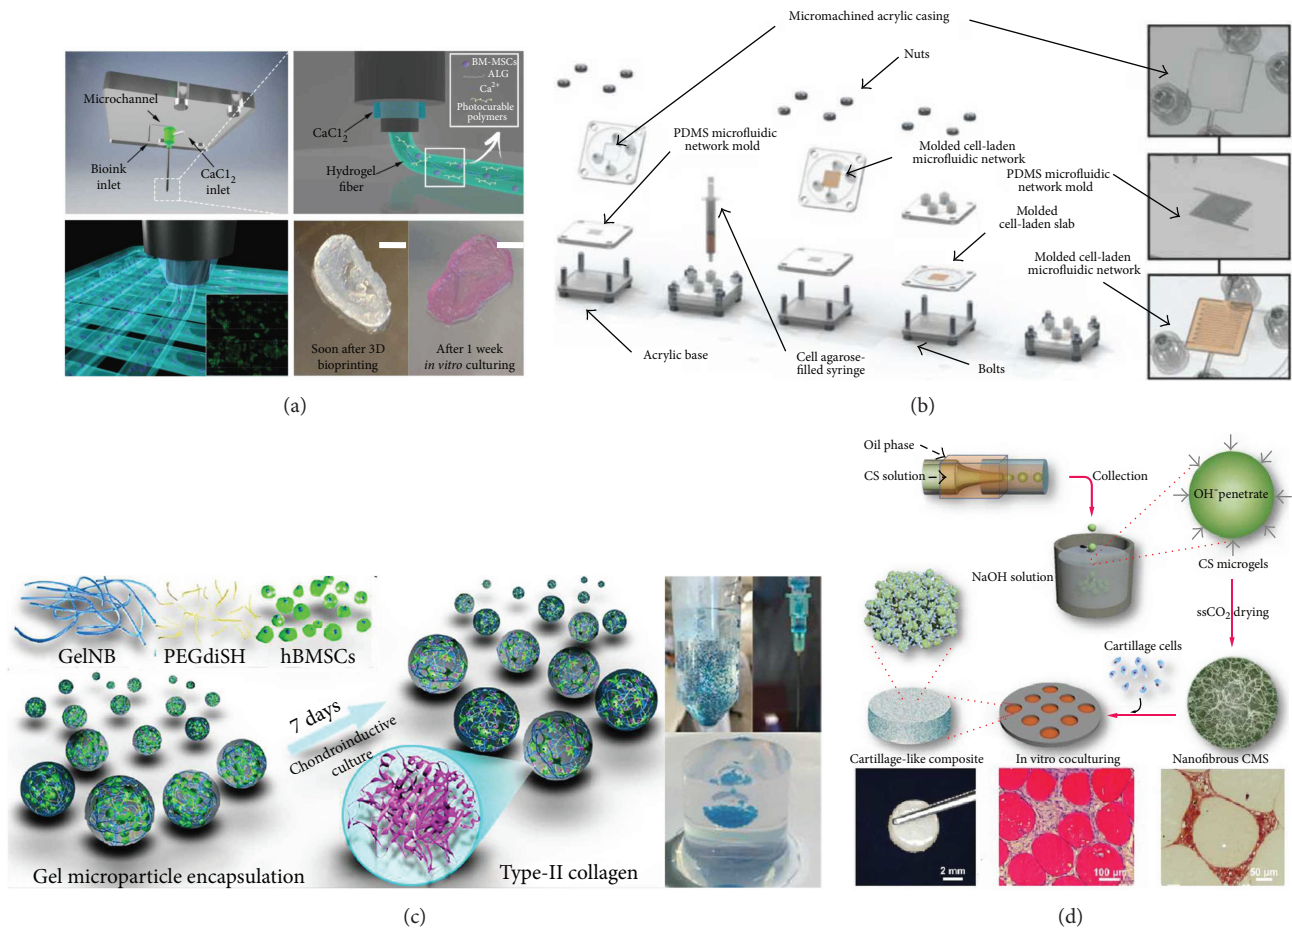 Microchannel
Bioink
inlet
CaC1₂
inlet
BM-MSCs
ALG
Ca²⁺
Photocurable
polymers
CaC1₂
Hydrogel
fiber
Soon after 3D
bioprinting
After 1 week
in vitro culturing
(a)
Micromachined acrylic casing
Nuts
PDMS microfluidic
network mold
Molded cell-laden
microfluidic network
PDMS microfluidic
network mold
Molded
cell-laden slab
Molded cell-laden
microfluidic network
Acrylic base
Cell agarose-
filled syringe
Bolts
(b)
GelNB
PEGdiSH
hBMSCs
7 days
Chondroinductive
culture
Gel microparticle encapsulation
Type-II collagen
(c)
Oil phase
CS solution
Collection
OH⁻ penetrate
NaOH solution
CS microgels
ssCO₂ drying
Cartilage cells
Cartilage-like composite
In vitro coculturing
Nanofibrous CMS
2 mm
100 μm
50 μm
(d)